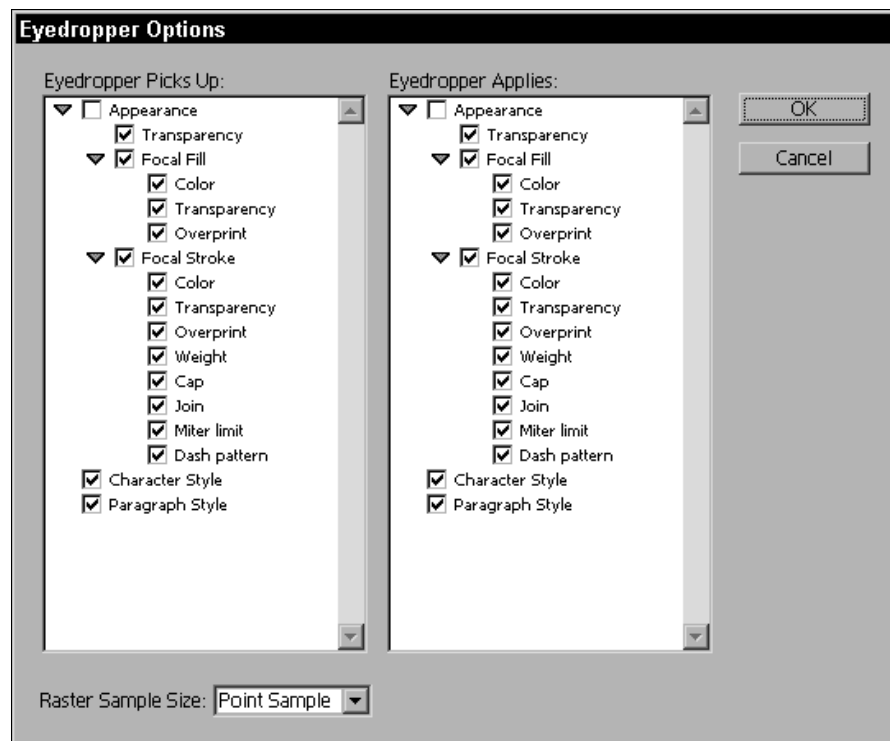 Eyedropper Options
Eyedropper Picks Up:
Appearance
Transparency
Focal Fill
Color
Transparency
Overprint
Focal Stroke
Color
Transparency
Overprint
Weight
Cap
Join
Miter limit
Dash pattern
Character Style
Paragraph Style
Eyedropper Applies:
Appearance
Transparency
Focal Fill
Color
Transparency
Overprint
Focal Stroke
Color
Transparency
Overprint
Weight
Cap
Join
Miter limit
Dash pattern
Character Style
Paragraph Style
OK
Cancel
Raster Sample Size: Point Sample